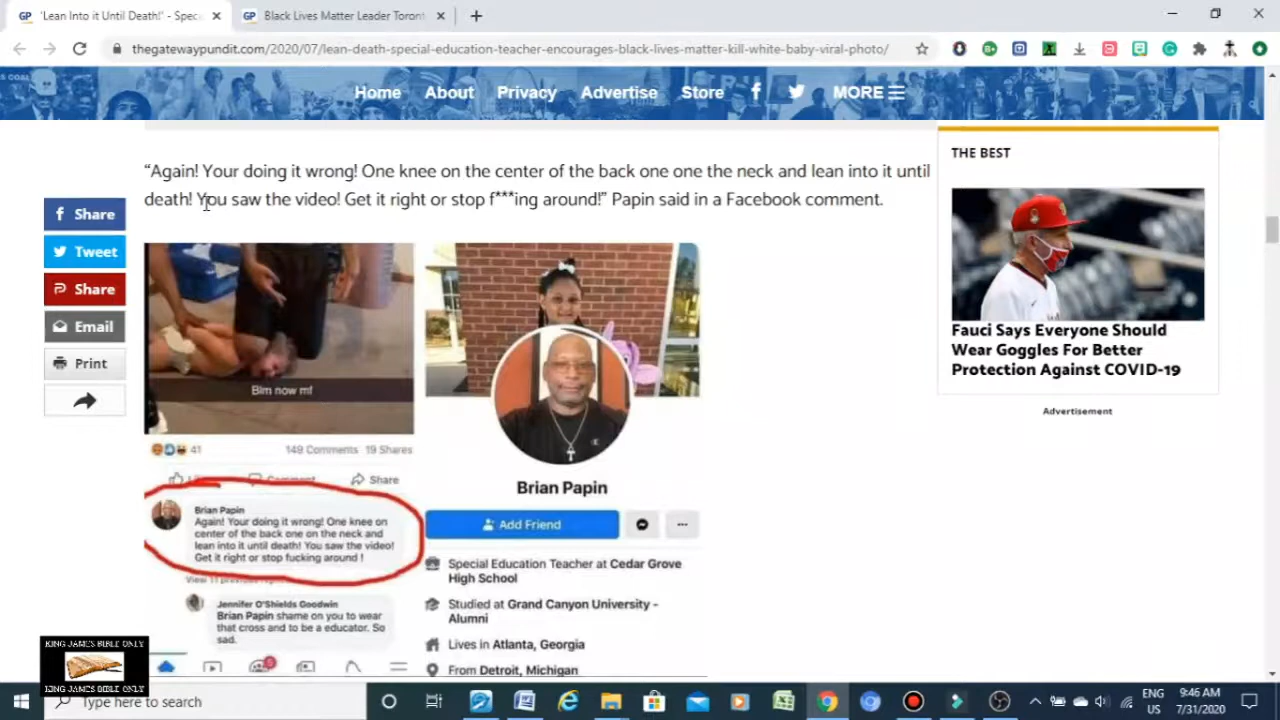 'Lean Into it Until Death!' - Speci
Black Lives Matter Leader Toront
thegatewaypundit.com/2020/07/lean-death-special-education-teacher-encourages-black-lives-matter-kill-white-baby-viral-photo/
Home About Privacy Advertise Store MORE
“Again! Your doing it wrong! One knee on the center of the back one one the neck and lean into it until
death! You saw the video! Get it right or stop f***ing around!” Papin said in a Facebook comment.
THE BEST
Share
Tweet
Share
Email
Print
Fauci Says Everyone Should
Wear Goggles For Better
Protection Against COVID-19
Advertisement
Blm now mf
41 149 Comments 19 Shares
Comment Share
Brian Papin
Again! Your doing it wrong! One knee on
center of the back one on the neck and
lean into it until death! You saw the video!
Get it right or stop fucking around !
Jennifer O'Shields Goodwin
Brian Papin shame on you to wear
that cross and to be a educator. So
sad.
Brian Papin
Add Friend
Special Education Teacher at Cedar Grove
High School
Studied at Grand Canyon University -
Alumni
Lives in Atlanta, Georgia
From Detroit, Michigan
KING JAMES BIBLE ONLY
KING JAMES BIBLE ONLY
Type here to search
ENG
US
9:46 AM
7/31/2020